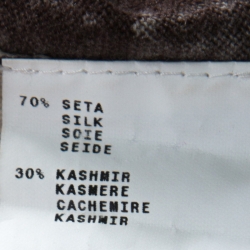 70% SETA
SILK
SOIE
SEIDE
30% KASHMIR
KASMERE
CACHEMIRE
KASHMIR